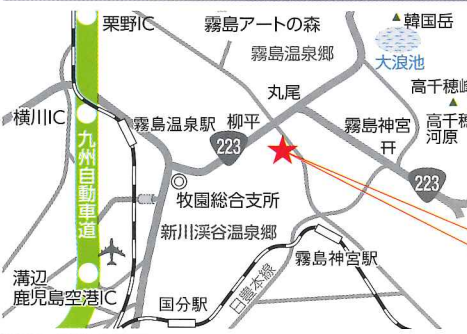 栗野IC
霧島アートの森
韓国岳
霧島温泉郷
大浪池
丸尾
高千穂峰
横川IC
霧島温泉駅
柳平
霧島神宮
高千穂
河原
223
九州自動車道
223
牧園総合支所
新川渓谷温泉郷
溝辺
鹿児島空港IC
霧島神宮駅
日豊本線
国分駅